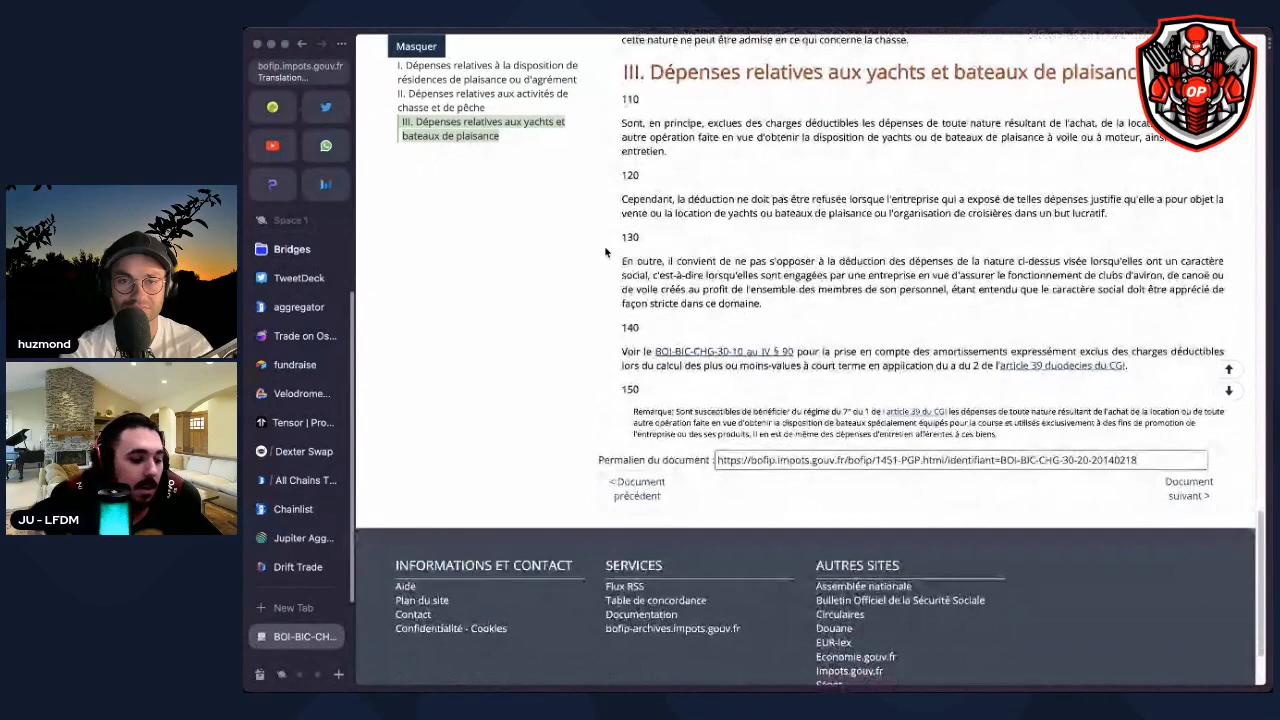 huzmond
JU - LFDM
bofip.impots.gouv.fr
Translation...
Space 1
Bridges
TweetDeck
aggregator
Trade on Os...
fundraise
Velodrome...
Tensor | Pro...
Dexter Swap
/ All Chains T...
Chainlist
Jupiter Agg...
Drift Trade
New Tab
BOI-BIC-CH...
Masquer
I. Dépenses relatives à la disposition de
résidences de plaisance ou d'agrément
II. Dépenses relatives aux activités de
chasse et de pêche
III. Dépenses relatives aux yachts et
bateaux de plaisance
cette nature ne peut être admise en ce qui concerne la chasse.
III. Dépenses relatives aux yachts et bateaux de plaisanc
110
Sont, en principe, exclues des charges déductibles les dépenses de toute nature résultant de l'achat, de la loc
autre opération faite en vue d'obtenir la disposition de yachts ou de bateaux de plaisance à voile ou à moteur, ains
entretien.
120
Cependant, la déduction ne doit pas être refusée lorsque l'entreprise qui a exposé de telles dépenses justifie qu'elle a pour objet la
vente ou la location de yachts ou bateaux de plaisance ou l'organisation de croisières dans un but lucratif.
130
En outre, il convient de ne pas s'opposer à la déduction des dépenses de la nature ci-dessus visée lorsqu'elles ont un caractère
social, c'est-à-dire lorsqu'elles sont engagées par une entreprise en vue d'assurer le fonctionnement de clubs d'aviron, de canoë ou
de voile créés au profit de l'ensemble des membres de son personnel, étant entendu que le caractère social doit être apprécié de
façon stricte dans ce domaine.
140
Voir le BOI-BIC-CHG-30-10 au IV § 90 pour la prise en compte des amortissements expressément exclus des charges déductibles
lors du calcul des plus ou moins-values à court terme en application du a du 2 de l'article 39 duodecies du CGI.
150
Remarque: Sont susceptibles de bénéficier du régime du 7° du 1 de l'article 39 du CGI les dépenses de toute nature résultant de l'achat de la location ou de toute
autre opération faite en vue d'obtenir la disposition de bateaux spécialement équipés pour la course et utilisés exclusivement à des fins de promotion de
l'entreprise ou des ses produits, Il en est de même des dépenses d'entretien afférentes à ces biens.
Permalien du document : https://bofip.impots.gouv.fr/bofip/1451-PGP.html/identifiant=BOI-BIC-CHG-30-20-20140218
< Document
précédent
Document
suivant >
INFORMATIONS ET CONTACT
Aide
Plan du site
Contact
Confidentialité - Cookies
SERVICES
Flux RSS
Table de concordance
Documentation
bofip-archives.impots.gouv.fr
AUTRES SITES
Assemblée nationale
Bulletin Officiel de la Sécurité Sociale
Circulaires
Douane
EUR-lex
Economie.gouv.fr
Impots.gouv.fr
OP
OP